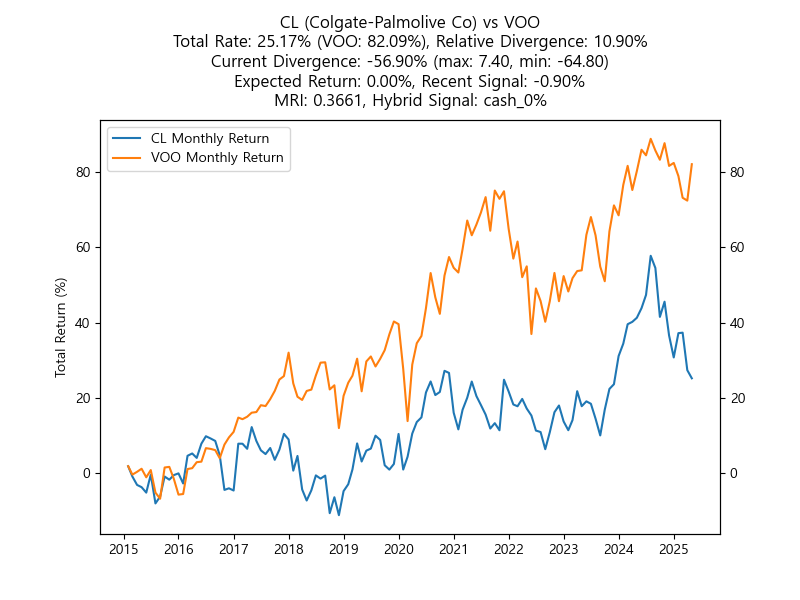 CL (Colgate-Palmolive Co) vs VOO
Total Rate: 25.17% (VOO: 82.09%), Relative Divergence: 10.90%
Current Divergence: -56.90% (max: 7.40, min: -64.80)
Expected Return: 0.00%, Recent Signal: -0.90%
MRI: 0.3661, Hybrid Signal: cash_0%
CL Monthly Return
VOO Monthly Return
Total Return (%)
80
60
40
20
0
80
60
40
20
0
2015 2016 2017 2018 2019 2020 2021 2022 2023 2024 2025